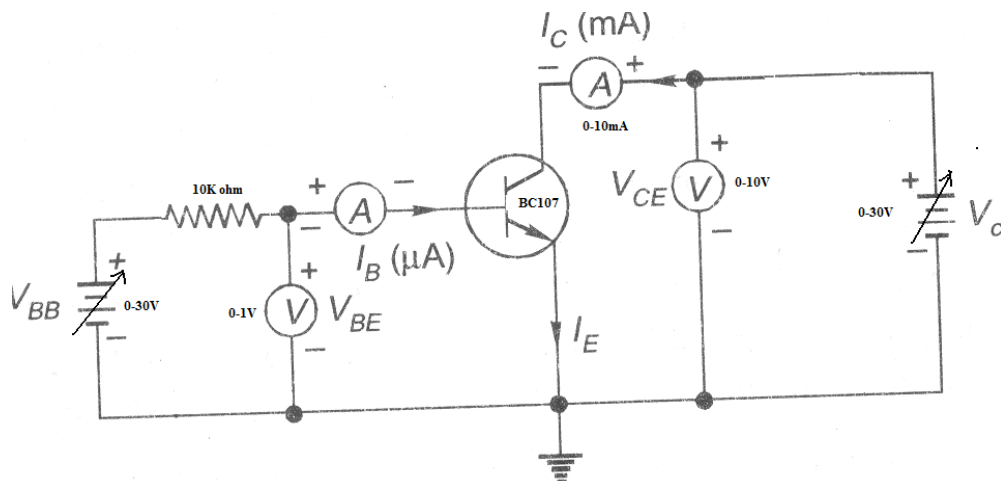 I_C (mA)
− A +
0-10mA
10K ohm
+ A −
−
I_B (μA)
BC107
+
V_CE V 0-10V
−
+
0-30V V_c
−
+
V_BB 0-30V
−
+
0-1V V V_BE
−
I_E